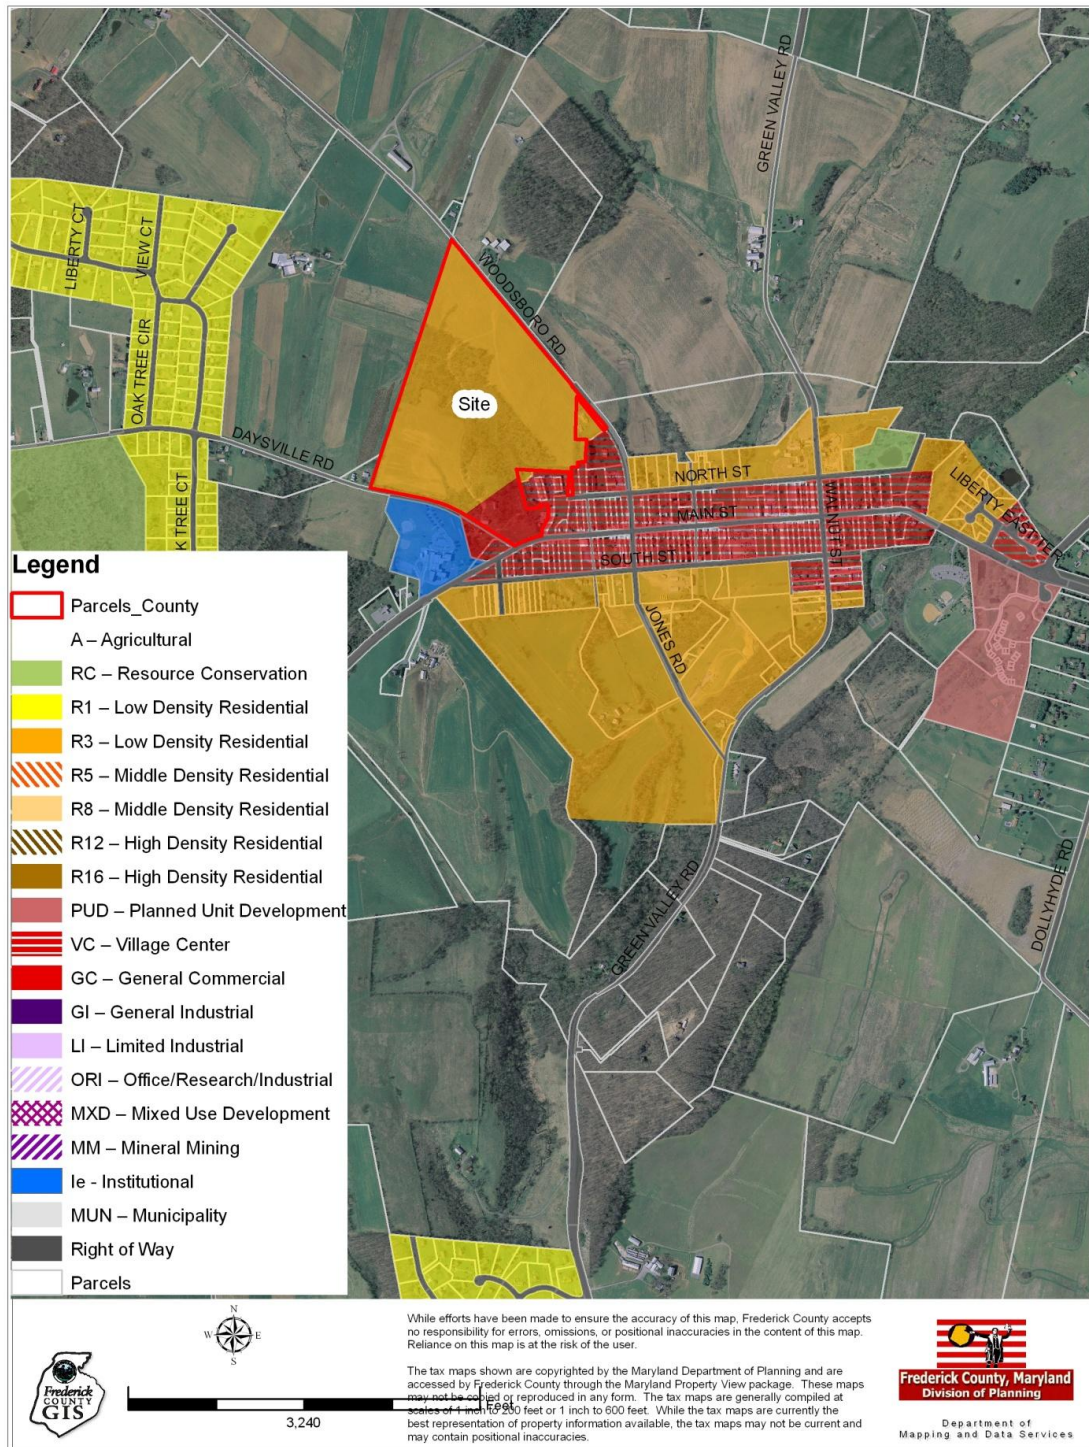 GREEN VALLEY RD
LIBERTY CT
VIEW CT
WOODSBORO RD
OAK TREE CIR
Site
DAYSVILLE RD
NORTH ST
LIBERTY EAST TER
K TREE CT
MAIN ST
WALNUT ST
SOUTH ST
JONES RD
GREEN VALLEY RD
DOLLYHYDE RD
Legend
Parcels_County
A – Agricultural
RC – Resource Conservation
R1 – Low Density Residential
R3 – Low Density Residential
R5 – Middle Density Residential
R8 – Middle Density Residential
R12 – High Density Residential
R16 – High Density Residential
PUD – Planned Unit Development
VC – Village Center
GC – General Commercial
GI – General Industrial
LI – Limited Industrial
ORI – Office/Research/Industrial
MXD – Mixed Use Development
MM – Mineral Mining
Ie - Institutional
MUN – Municipality
Right of Way
Parcels
N
W E
S
Frederick
COUNTY
GIS
Feet
3,240
While efforts have been made to ensure the accuracy of this map, Frederick County accepts
no responsibility for errors, omissions, or positional inaccuracies in the content of this map.
Reliance on this map is at the risk of the user.
The tax maps shown are copyrighted by the Maryland Department of Planning and are
accessed by Frederick County through the Maryland Property View package. These maps
may not be copied or reproduced in any form. The tax maps are generally compiled at
scales of 1 inch to 200 feet or 1 inch to 600 feet. While the tax maps are currently the
best representation of property information available, the tax maps may not be current and
may contain positional inaccuracies.
Frederick County, Maryland
Division of Planning
Department of
Mapping and Data Services